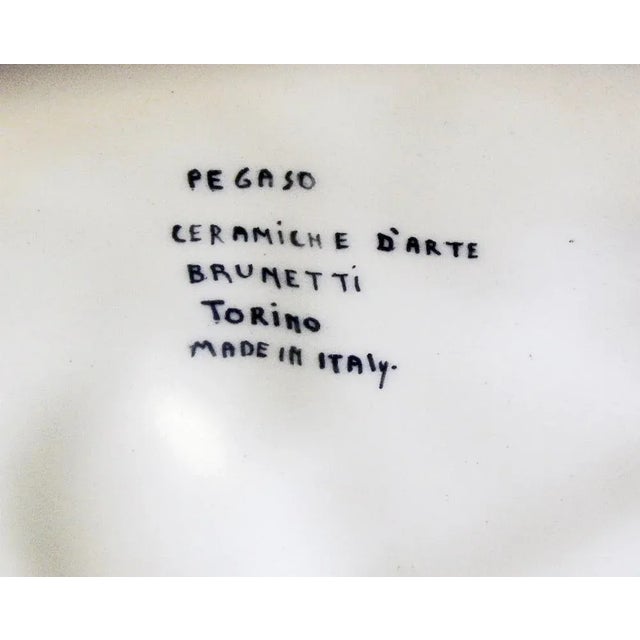 PEGASO
CERAMICHE D'ARTE
BRUNETTI
TORINO
MADE IN ITALy.